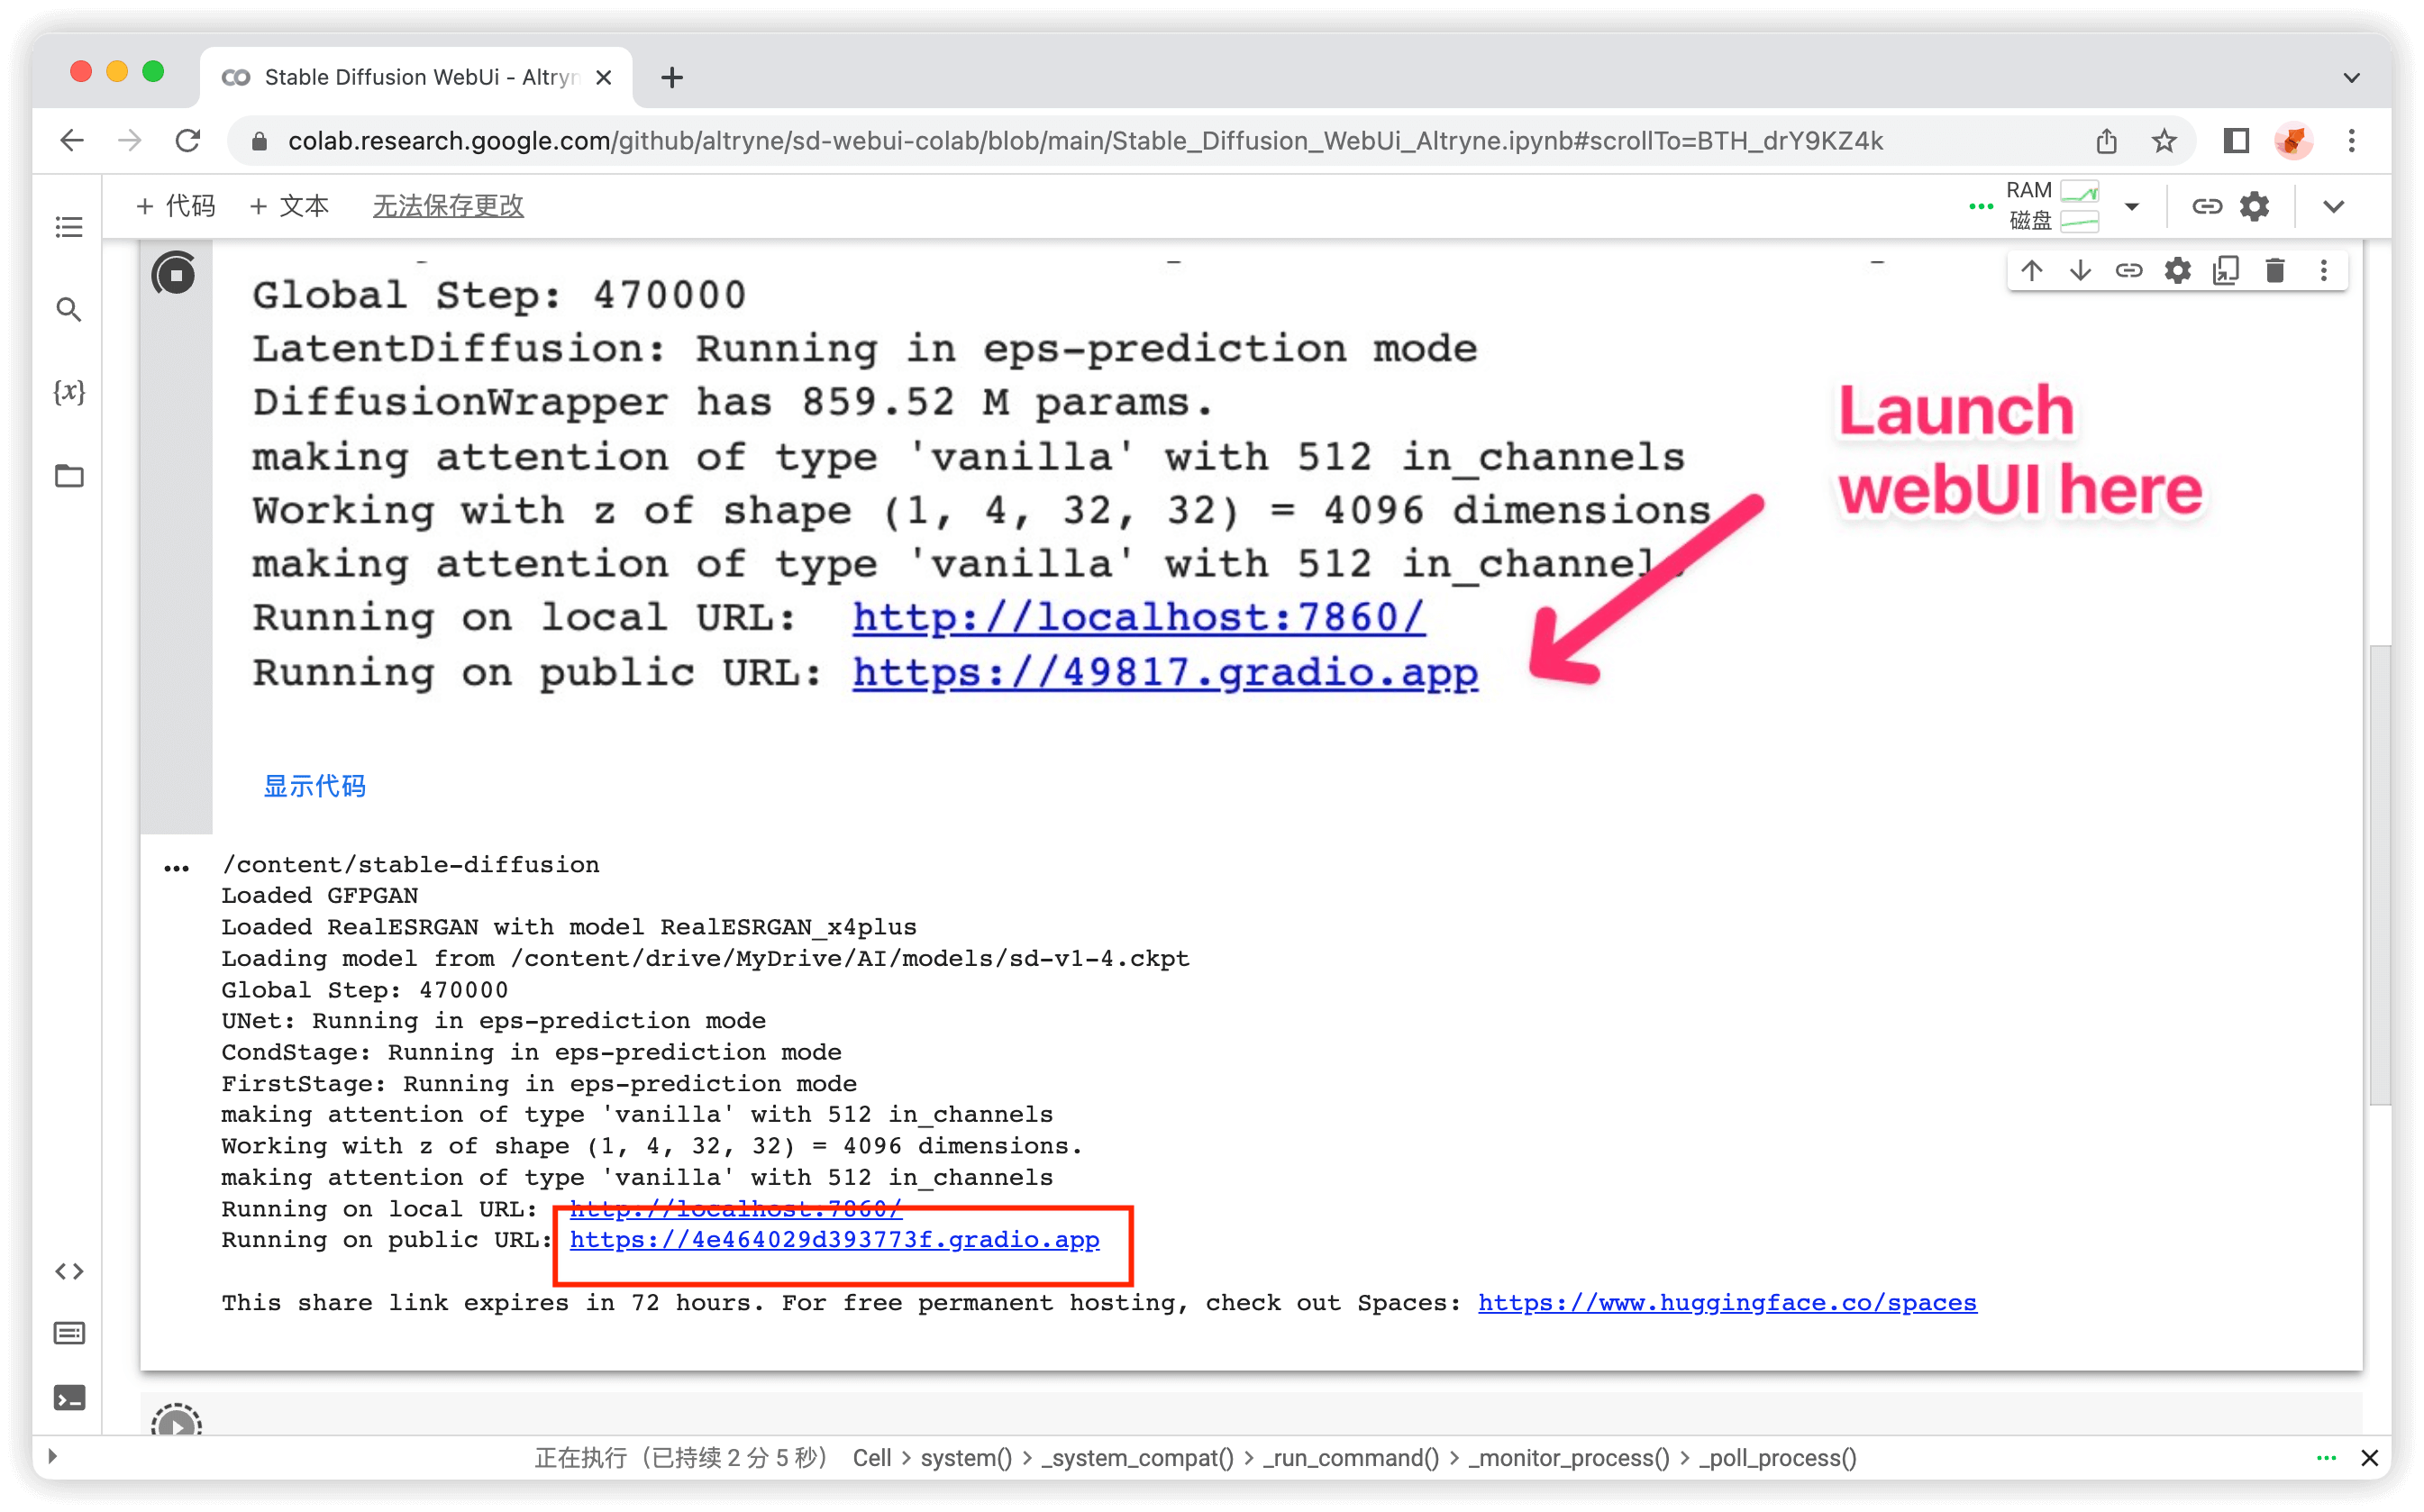 Stable Diffusion WebUi - Altryn
colab.research.google.com/github/altryne/sd-webui-colab/blob/main/Stable_Diffusion_WebUi_Altryne.ipynb#scrollTo=BTH_drY9KZ4k
+ 代码 + 文本 无法保存更改
RAM
磁盘
{x}
Global Step: 470000
LatentDiffusion: Running in eps-prediction mode
DiffusionWrapper has 859.52 M params.
making attention of type 'vanilla' with 512 in_channels
Working with z of shape (1, 4, 32, 32) = 4096 dimensions
making attention of type 'vanilla' with 512 in_channels
Running on local URL: http://localhost:7860/
Running on public URL: https://49817.gradio.app
Launch
webUI here
显示代码
/content/stable-diffusion
Loaded GFPGAN
Loaded RealESRGAN with model RealESRGAN_x4plus
Loading model from /content/drive/MyDrive/AI/models/sd-v1-4.ckpt
Global Step: 470000
UNet: Running in eps-prediction mode
CondStage: Running in eps-prediction mode
FirstStage: Running in eps-prediction mode
making attention of type 'vanilla' with 512 in_channels
Working with z of shape (1, 4, 32, 32) = 4096 dimensions.
making attention of type 'vanilla' with 512 in_channels
Running on local URL: http://localhost:7860/
Running on public URL: https://4e464029d393773f.gradio.app
This share link expires in 72 hours. For free permanent hosting, check out Spaces: https://www.huggingface.co/spaces
正在执行（已持续 2 分 5 秒） Cell > system() > _system_compat() > _run_command() > _monitor_process() > _poll_process()